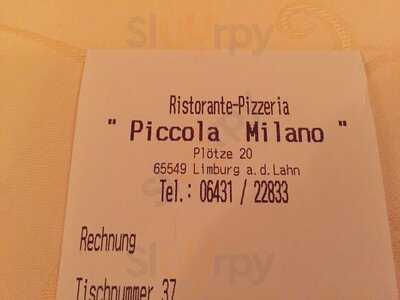 Ristorante-Pizzeria
" Piccola Milano "
Plötze 20
65549 Limburg a.d.Lahn
Tel.: 06431 / 22833
Rechnung
Tischnummer 37